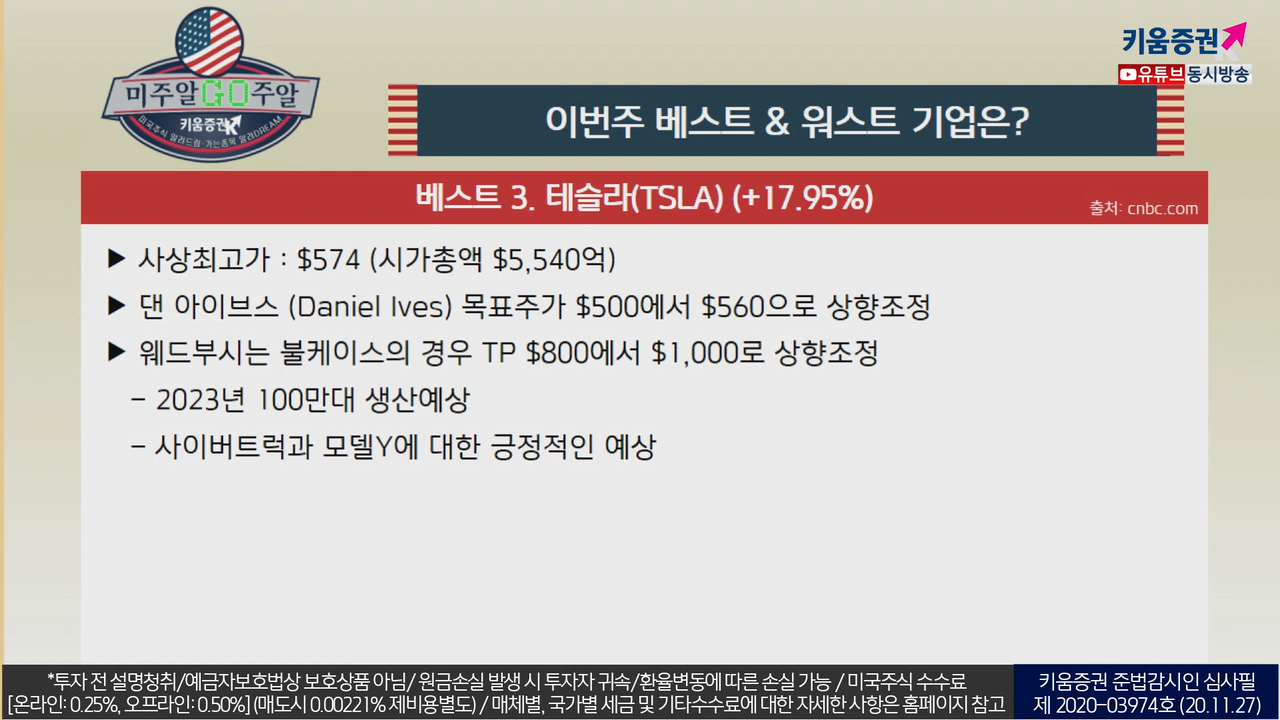 미주알GO주알
키움증권
미국주식 알려드림·가는종목 알려DREAM
키움증권
유튜브동시방송
이번주 베스트 & 워스트 기업은?
베스트 3. 테슬라(TSLA) (+17.95%)
출처: cnbc.com
▶ 사상최고가 : $574 (시가총액 $5,540억)
▶ 댄 아이브스 (Daniel Ives) 목표주가 $500에서 $560으로 상향조정
▶ 웨드부시는 불케이스의 경우 TP $800에서 $1,000로 상향조정
– 2023년 100만대 생산예상
– 사이버트럭과 모델Y에 대한 긍정적인 예상
*투자 전 설명청취/예금자보호법상 보호상품 아님/ 원금손실 발생 시 투자자 귀속/환율변동에 따른 손실 가능 / 미국주식 수수료
[온라인: 0.25%, 오프라인: 0.50%] (매도시 0.00221% 제비용별도) / 매체별, 국가별 세금 및 기타수수료에 대한 자세한 사항은 홈페이지 참고
키움증권 준법감시인 심사필
제 2020-03974호 (20.11.27)